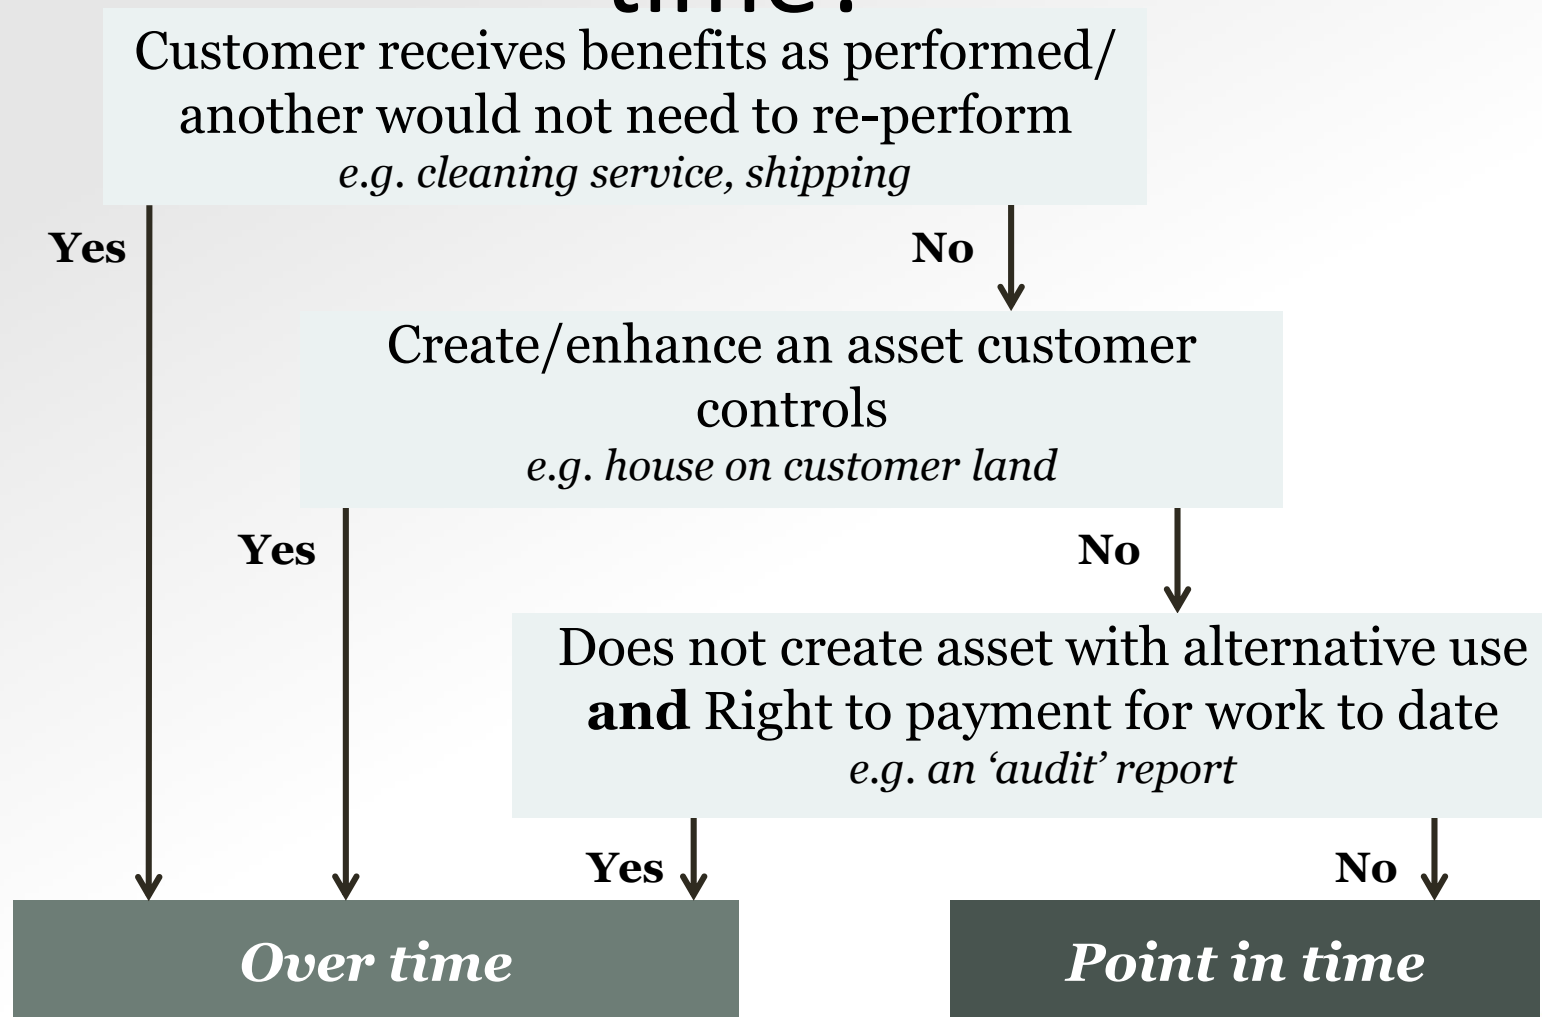 time?
Customer receives benefits as performed/
another would not need to re-perform
e.g. cleaning service, shipping
Yes
No
Create/enhance an asset customer
controls
e.g. house on customer land
Yes
No
Does not create asset with alternative use
and Right to payment for work to date
e.g. an ‘audit’ report
Yes
No
Over time
Point in time